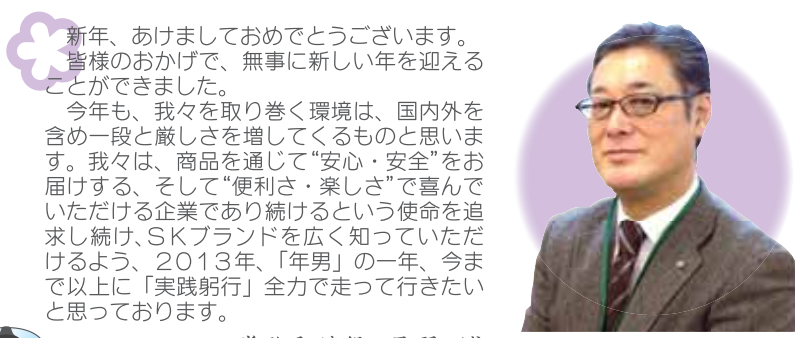 新年、あけましておめでとうございます。
皆様のおかげで、無事に新しい年を迎える
ことができました。
今年も、我々を取り巻く環境は、国内外を
含め一段と厳しさを増してくるものと思いま
す。我々は、商品を通じて“安心・安全”をお
届けする、そして“便利さ・楽しさ”で喜んで
いただける企業であり続けるという使命を追
求し続け、ＳＫブランドを広く知っていただ
けるよう、２０１３年、「年男」の一年、今ま
で以上に「実践躬行」全力で走って行きたい
と思っております。